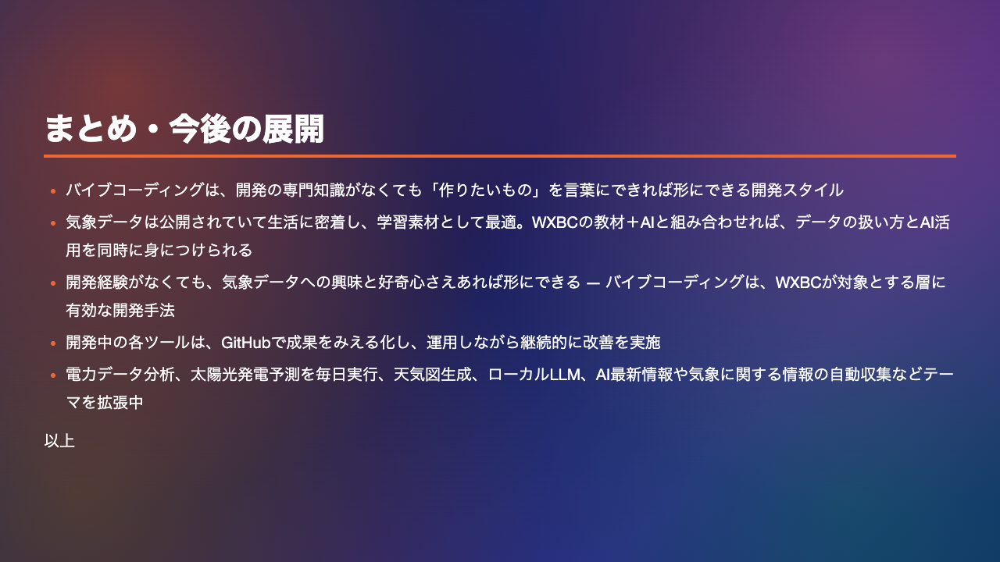 まとめ・今後の展開
• バイブコーディングは、開発の専門知識がなくても「作りたいもの」を言葉にできれば形にできる開発スタイル
• 気象データは公開されていて生活に密着し、学習素材として最適。WXBCの教材＋AIと組み合わせれば、データの扱い方とAI活
用を同時に身につけられる
• 開発経験がなくても、気象データへの興味と好奇心さえあれば形にできる — バイブコーディングは、WXBCが対象とする層に
有効な開発手法
• 開発中の各ツールは、GitHubで成果をみえる化し、運用しながら継続的に改善を実施
• 電力データ分析、太陽光発電予測を毎日実行、天気図生成、ローカルLLM、AI最新情報や気象に関する情報の自動収集などテー
マを拡張中
以上